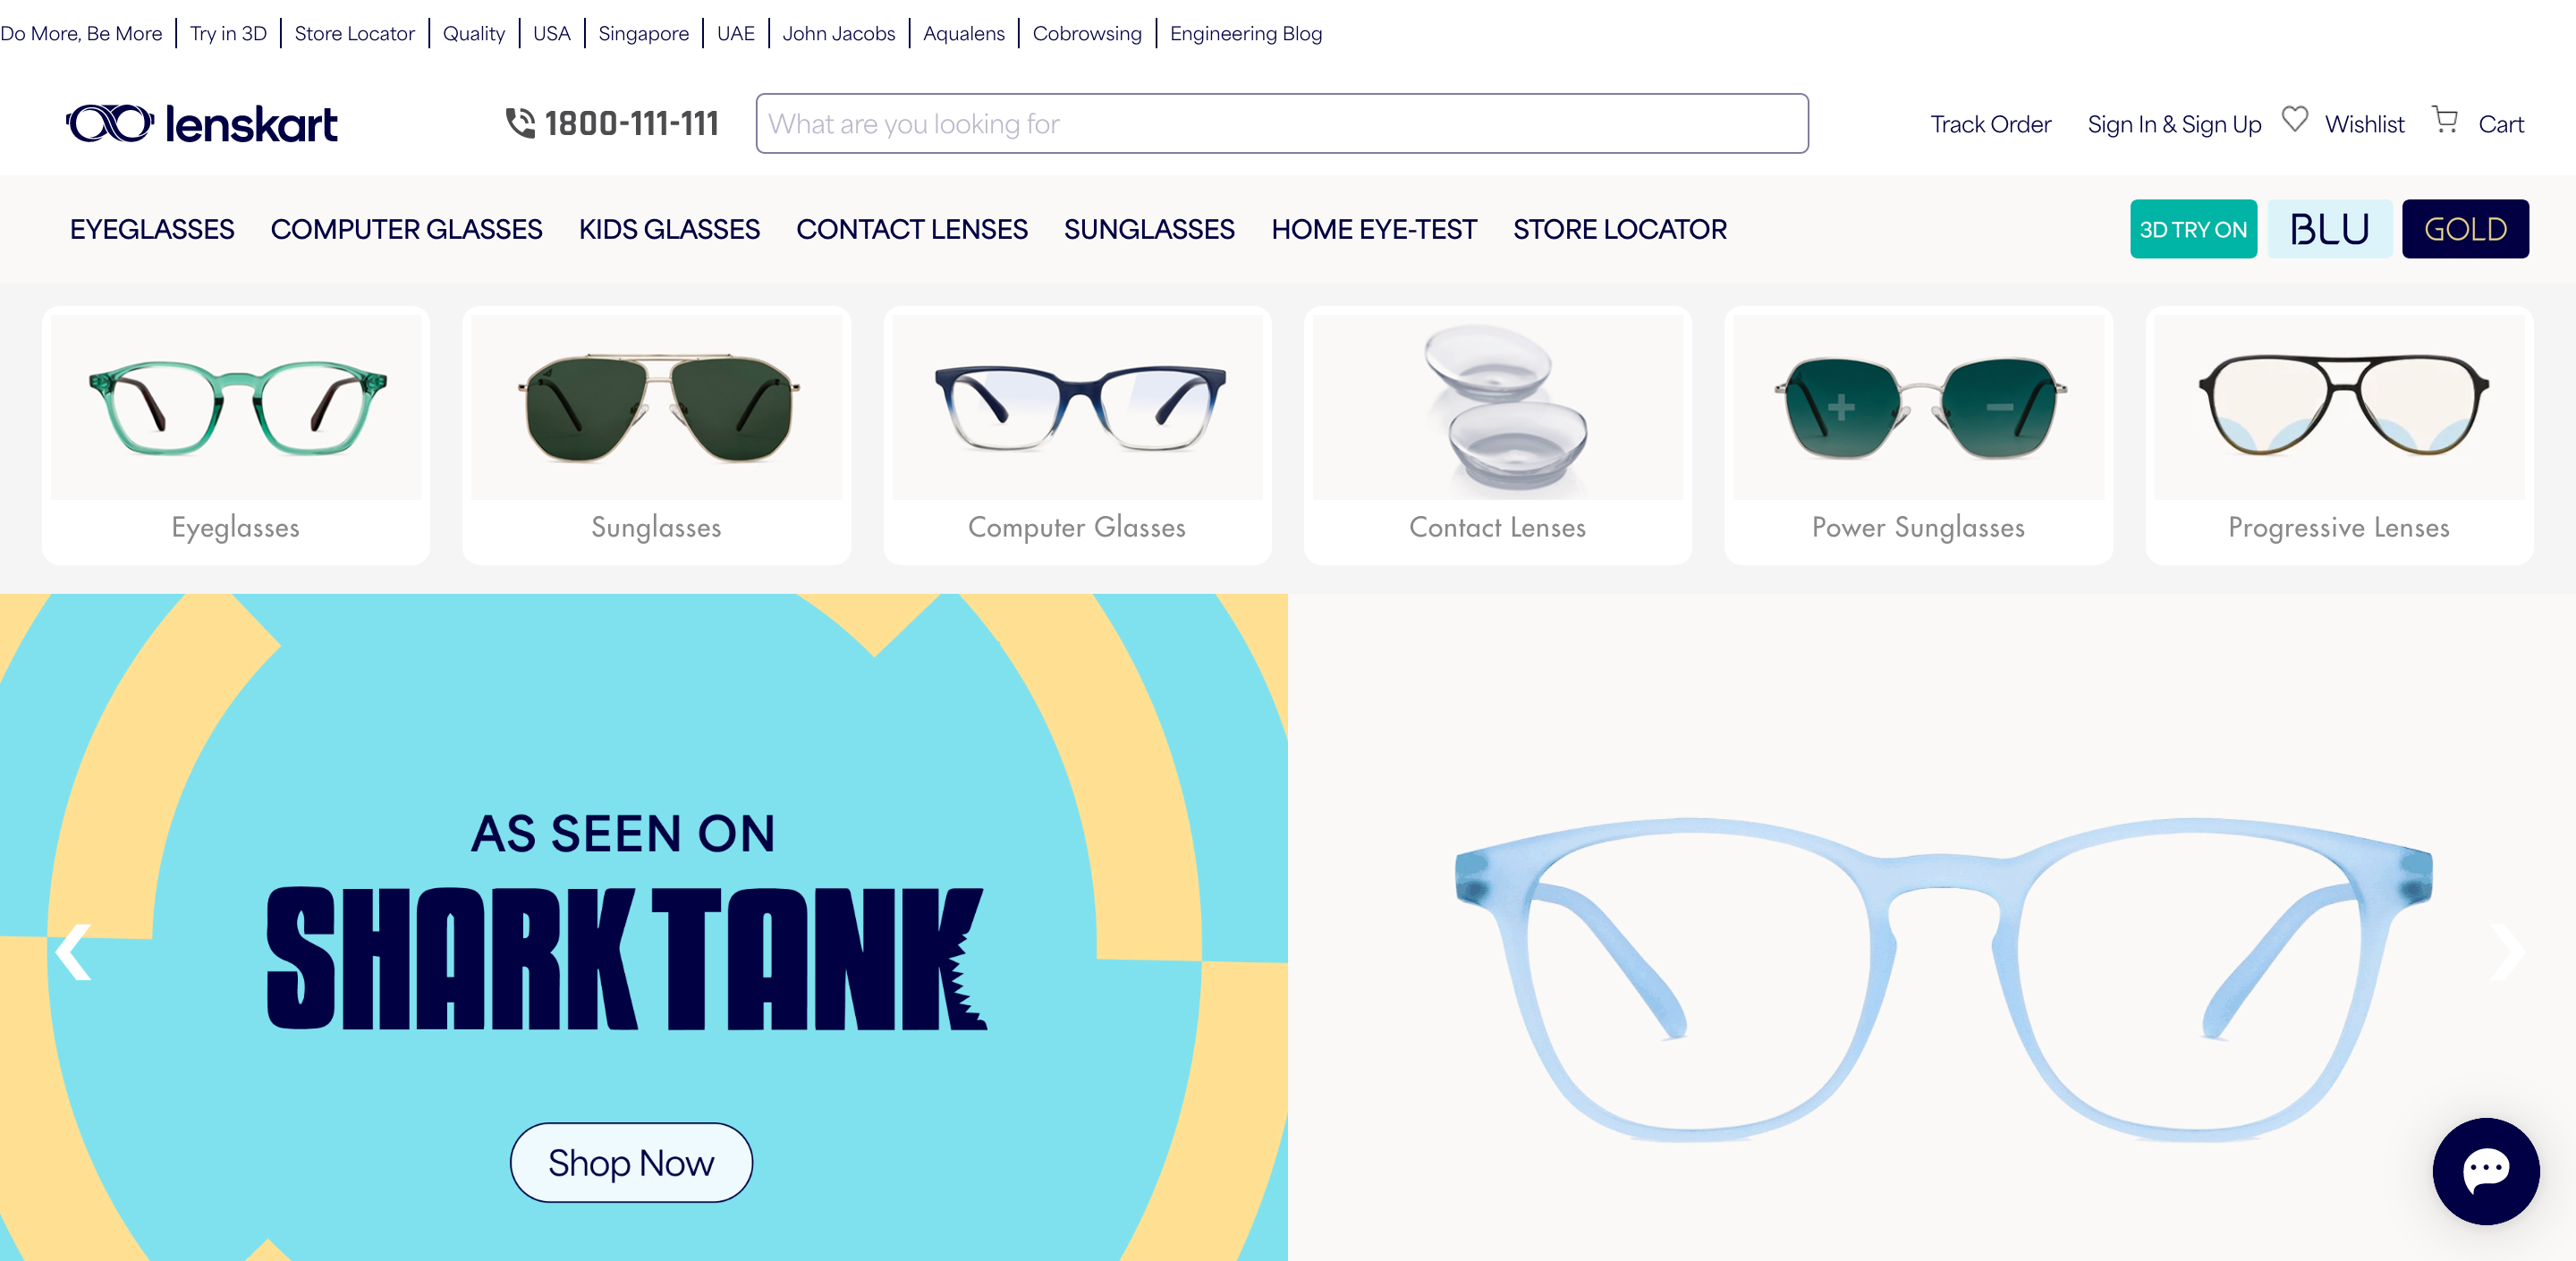 Do More, Be More | Try in 3D | Store Locator | Quality | USA | Singapore | UAE | John Jacobs | Aqualens | Cobrowsing | Engineering Blog
lenskart 1800-111-111 What are you looking for Track Order Sign In & Sign Up Wishlist Cart
EYEGLASSES COMPUTER GLASSES KIDS GLASSES CONTACT LENSES SUNGLASSES HOME EYE-TEST STORE LOCATOR 3D TRY ON BLU GOLD
Eyeglasses Sunglasses Computer Glasses Contact Lenses Power Sunglasses Progressive Lenses
AS SEEN ON
SHARK TANK
Shop Now